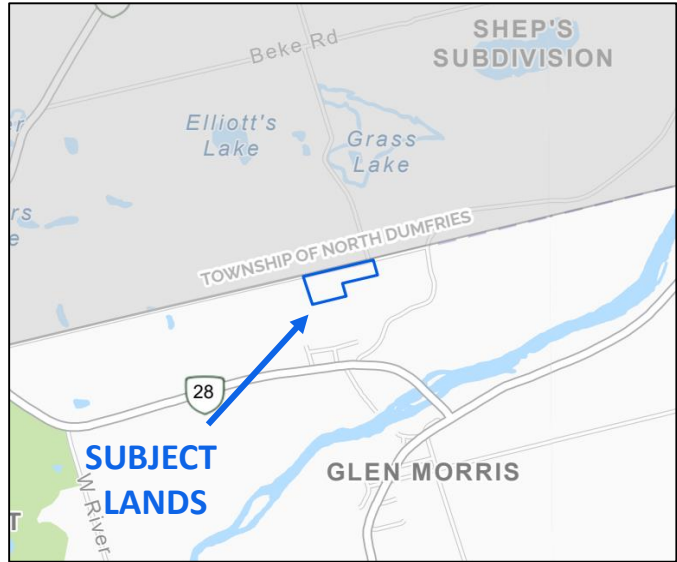 SHEP'S
SUBDIVISION
Beke Rd
Elliott's
Lake
Grass
Lake
TOWNSHIP OF NORTH DUMFRIES
28
SUBJECT
LANDS
GLEN MORRIS
W River